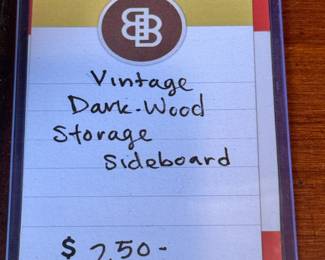 Vintage
Dark-Wood
Storage
Sideboard
$ 250-